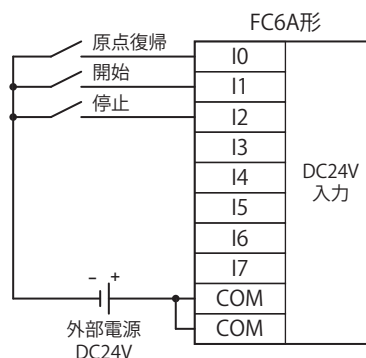 FC6A形
原点復帰
I0
開始
I1
停止
I2
I3
I4
I5
I6
I7
COM
COM
DC24V
入力
− +
外部電源
DC24V